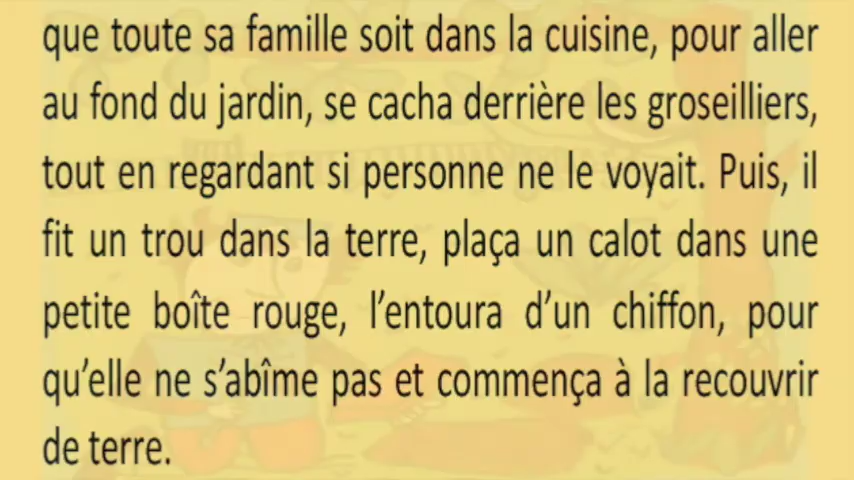 que toute sa famille soit dans la cuisine, pour aller
au fond du jardin, se cacha derrière les groseilliers,
tout en regardant si personne ne le voyait. Puis, il
fit un trou dans la terre, plaça un calot dans une
petite boîte rouge, l’entoura d’un chiffon, pour
qu’elle ne s’abîme pas et commença à la recouvrir
de terre.